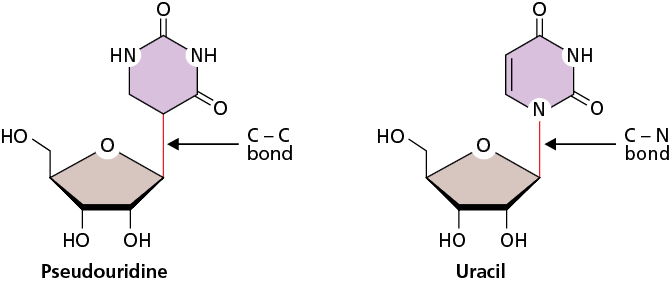 O
HN
NH
O
HO
O
C – C
bond
HO
OH
Pseudouridine
O
NH
N
O
HO
O
C – N
bond
HO
OH
Uracil